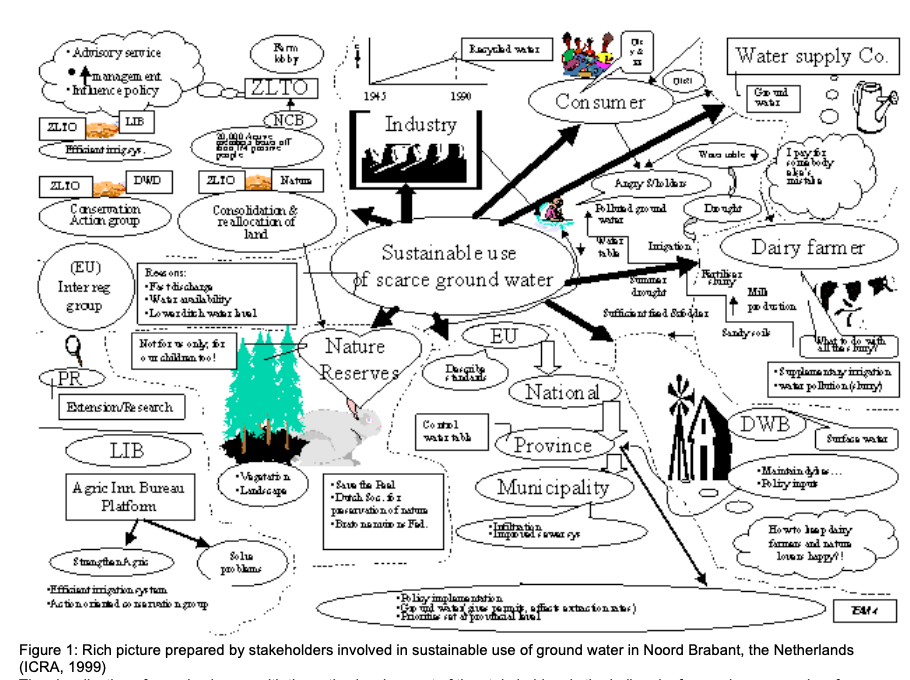 • Advisory service
• management
• Influence policy
Farm
lobby
ZLTO
NCB
ZLTO
LIB
Efficient irrig sys.
people
ZLTO
DWD
Conservation
Action group
ZLTO
Nature
Consolidation &
reallocation of
land
(EU)
Inter reg
group
Reasons:
• Fast discharge
• Water availability
• Lower ditch water level
Not for us only, for
our children too!
PR
Extension/Research
LIB
Agric Inn Bureau
Platform
Strengthen Agric
Solve
problems
• Efficient irrigation system
• Action oriented conservation group
Recycled water
1945
1990
Industry
Consumer
Water supply Co.
Ground
water
Water table
I pay for
somebody
else's
mistake
Angry S/holders
Polluted ground
water
Drought
Water
table
Irrigation
Dairy farmer
Sustainable use
of scarce ground water
Summer
drought
Fertiliser
slurry
Milk
production
Sufficient feed & fodder
Sandy soils
What to do with
all the slurry?
• Supplementary irrigation
• water pollution (slurry)
Nature
Reserves
EU
Describe
standards
National
Control
water table
Province
Municipality
• Infiltration
• Improved sewer sys
• Vegetation
• Landscape
• Save the Peel
• Dutch Soc. for
preservation of nature
DWB
Surface water
• Maintain dykes...
• Policy inputs
How to keep dairy
farmers and nature
lovers happy?!
• Policy implementation
• Ground water (gives permit, affects extraction rates)
• Priorities set at provincial level
Figure 1: Rich picture prepared by stakeholders involved in sustainable use of ground water in Noord Brabant, the Netherlands
(ICRA, 1999)